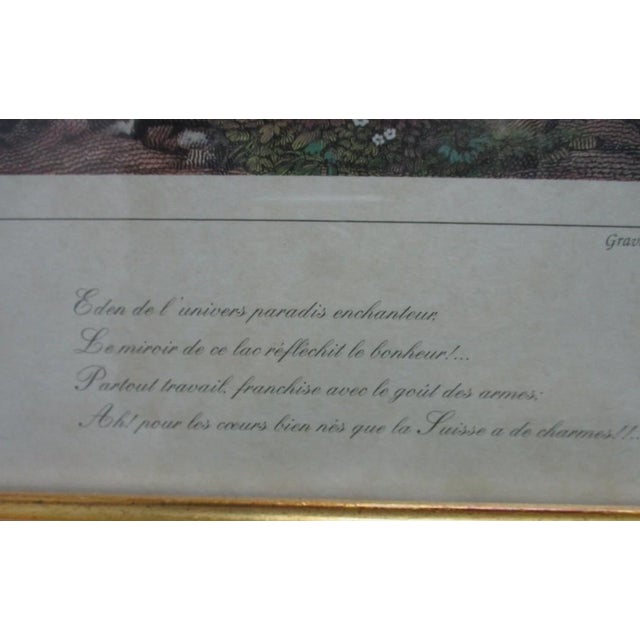 Grav
Eden de l'univers paradis enchanteur,
Le miroir de ce lac réfléchit le bonheur!...
Partout travail, franchise avec le goût des armes;
Ah! pour les cœurs bien nés que la Suisse a de charmes!!..